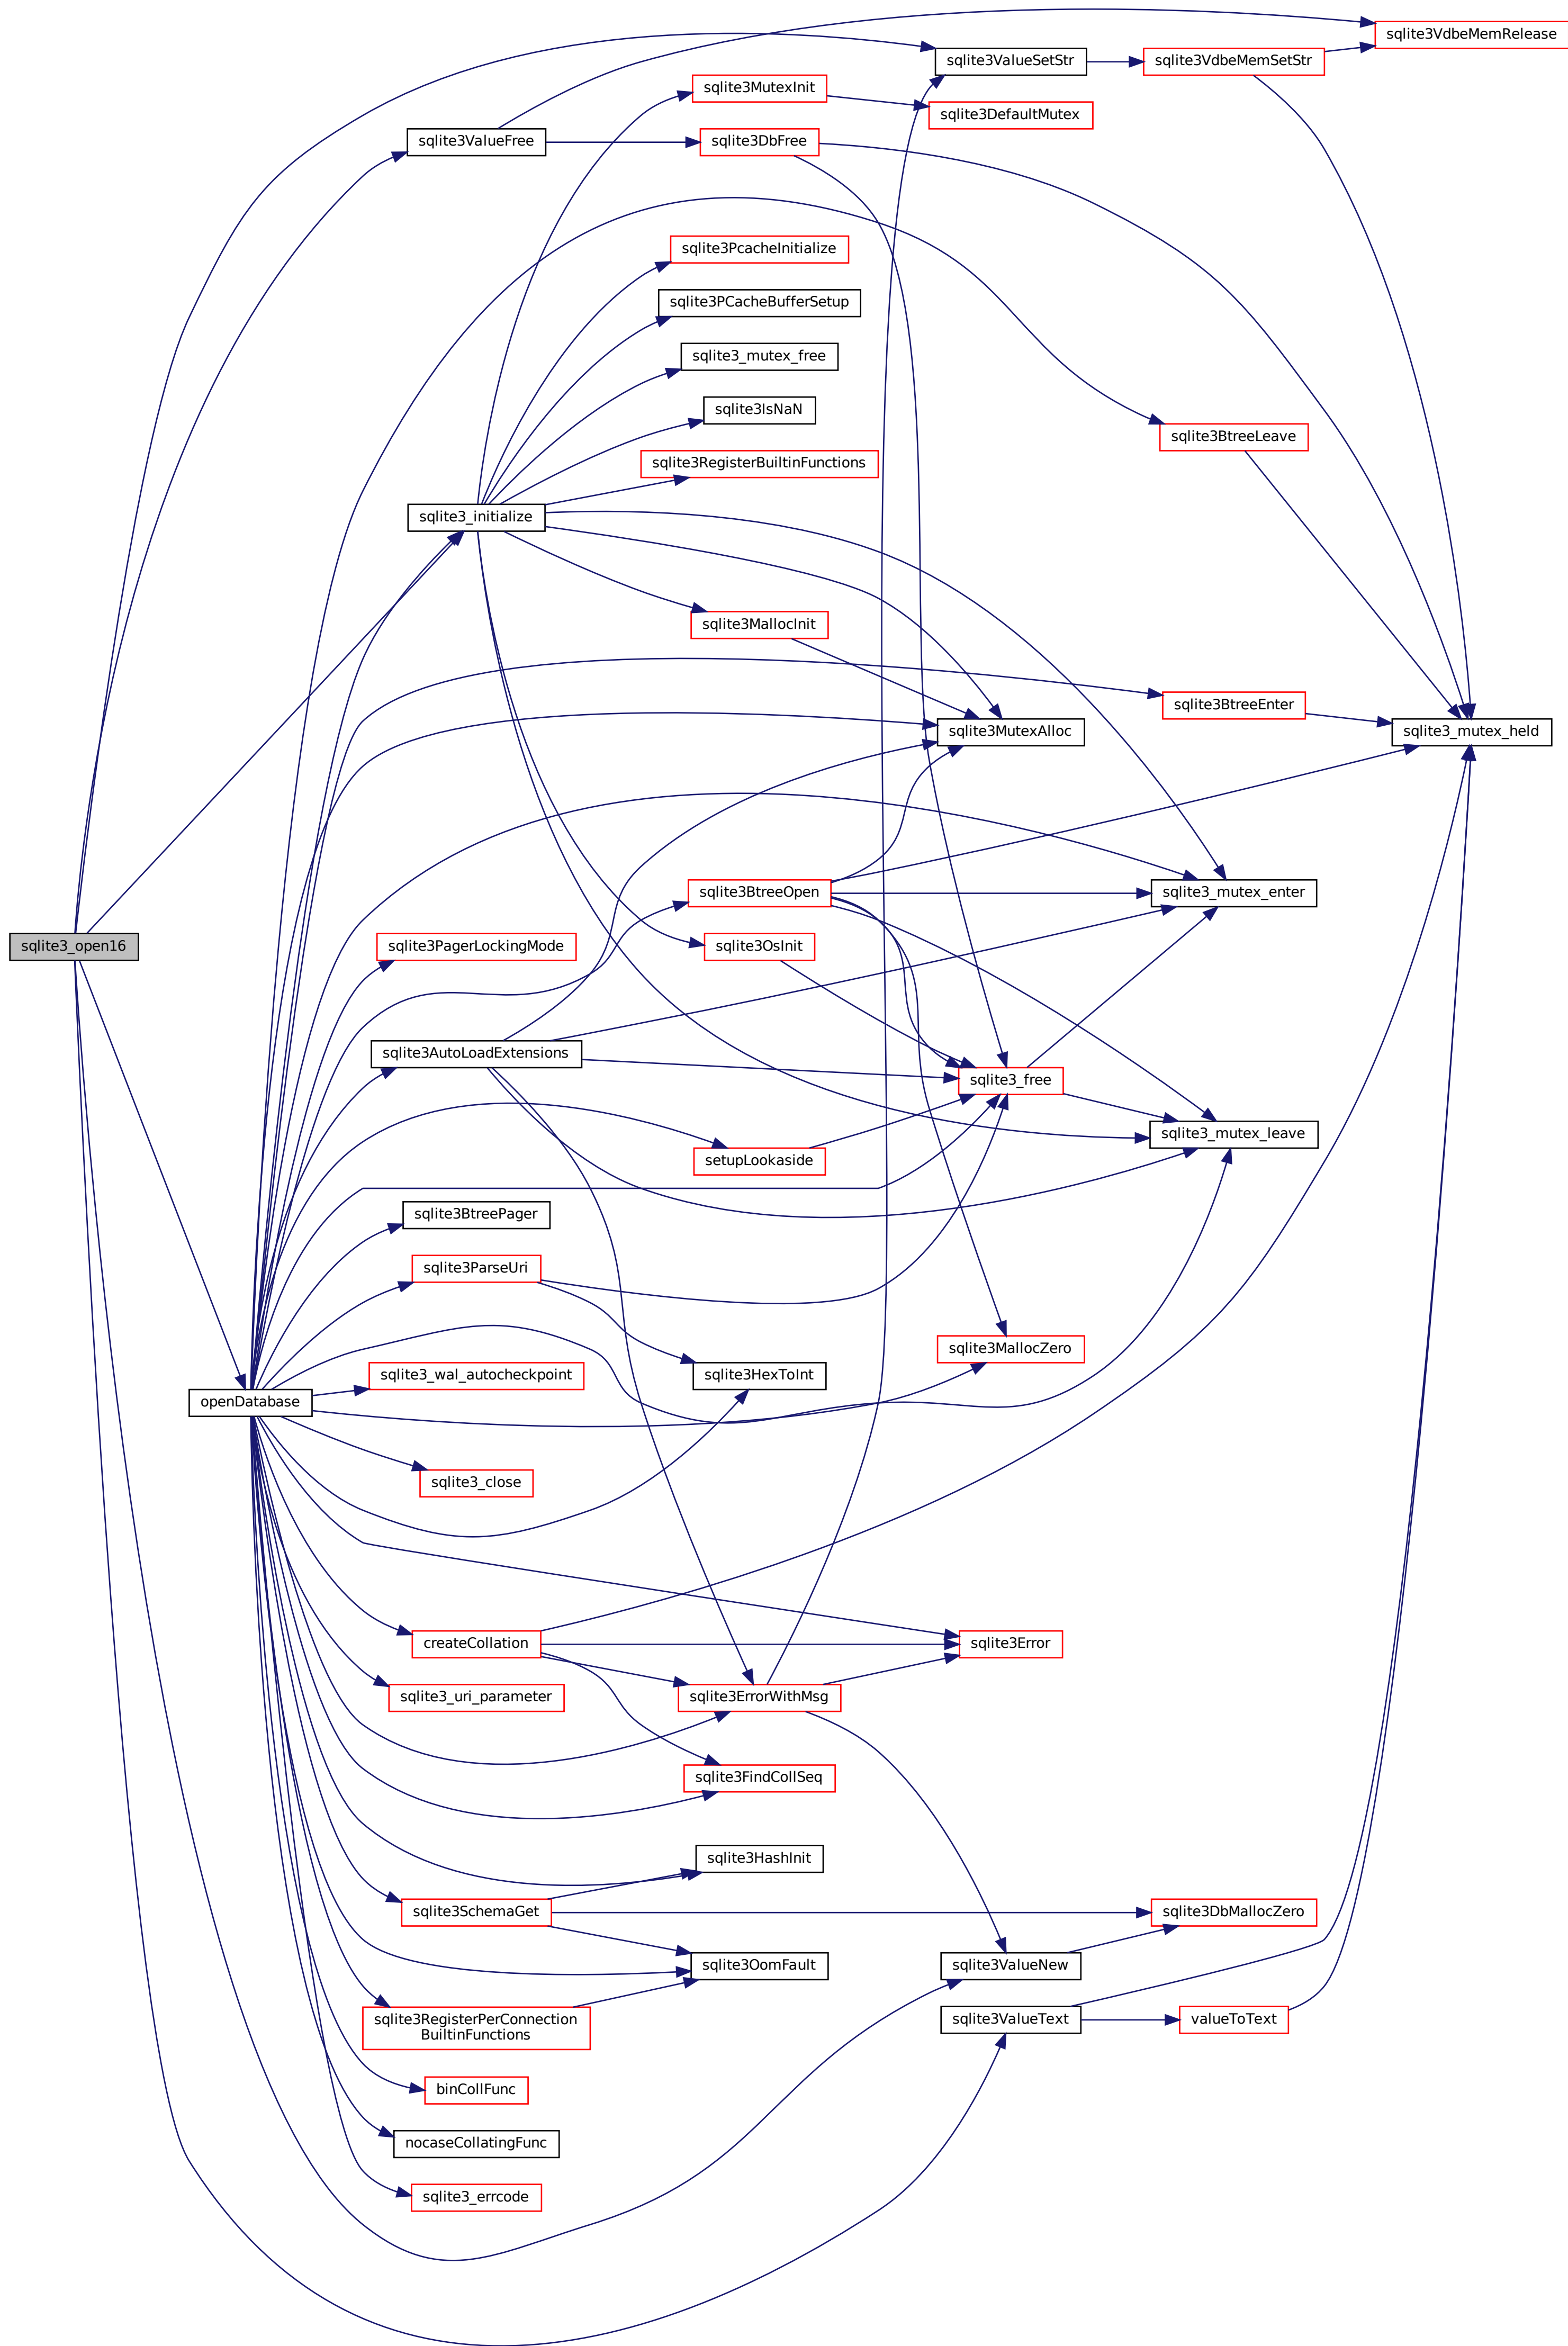 sqlite3VdbeMemRelease
sqlite3ValueSetStr
sqlite3VdbeMemSetStr
sqlite3MutexInit
sqlite3DefaultMutex
sqlite3ValueFree
sqlite3DbFree
sqlite3PcacheInitialize
sqlite3PCacheBufferSetup
sqlite3_mutex_free
sqlite3IsNaN
sqlite3BtreeLeave
sqlite3RegisterBuiltinFunctions
sqlite3_initialize
sqlite3MallocInit
sqlite3BtreeEnter
sqlite3MutexAlloc
sqlite3_mutex_held
sqlite3BtreeOpen
sqlite3_mutex_enter
sqlite3_open16
sqlite3PagerLockingMode
sqlite3OsInit
sqlite3AutoLoadExtensions
sqlite3_free
sqlite3_mutex_leave
setupLookaside
sqlite3BtreePager
sqlite3ParseUri
sqlite3MallocZero
sqlite3_wal_autocheckpoint
sqlite3HexToInt
openDatabase
sqlite3_close
createCollation
sqlite3Error
sqlite3_uri_parameter
sqlite3ErrorWithMsg
sqlite3FindCollSeq
sqlite3HashInit
sqlite3SchemaGet
sqlite3DbMallocZero
sqlite3OomFault
sqlite3ValueNew
sqlite3RegisterPerConnection
BuiltinFunctions
sqlite3ValueText
valueToText
binCollFunc
nocaseCollatingFunc
sqlite3_errcode